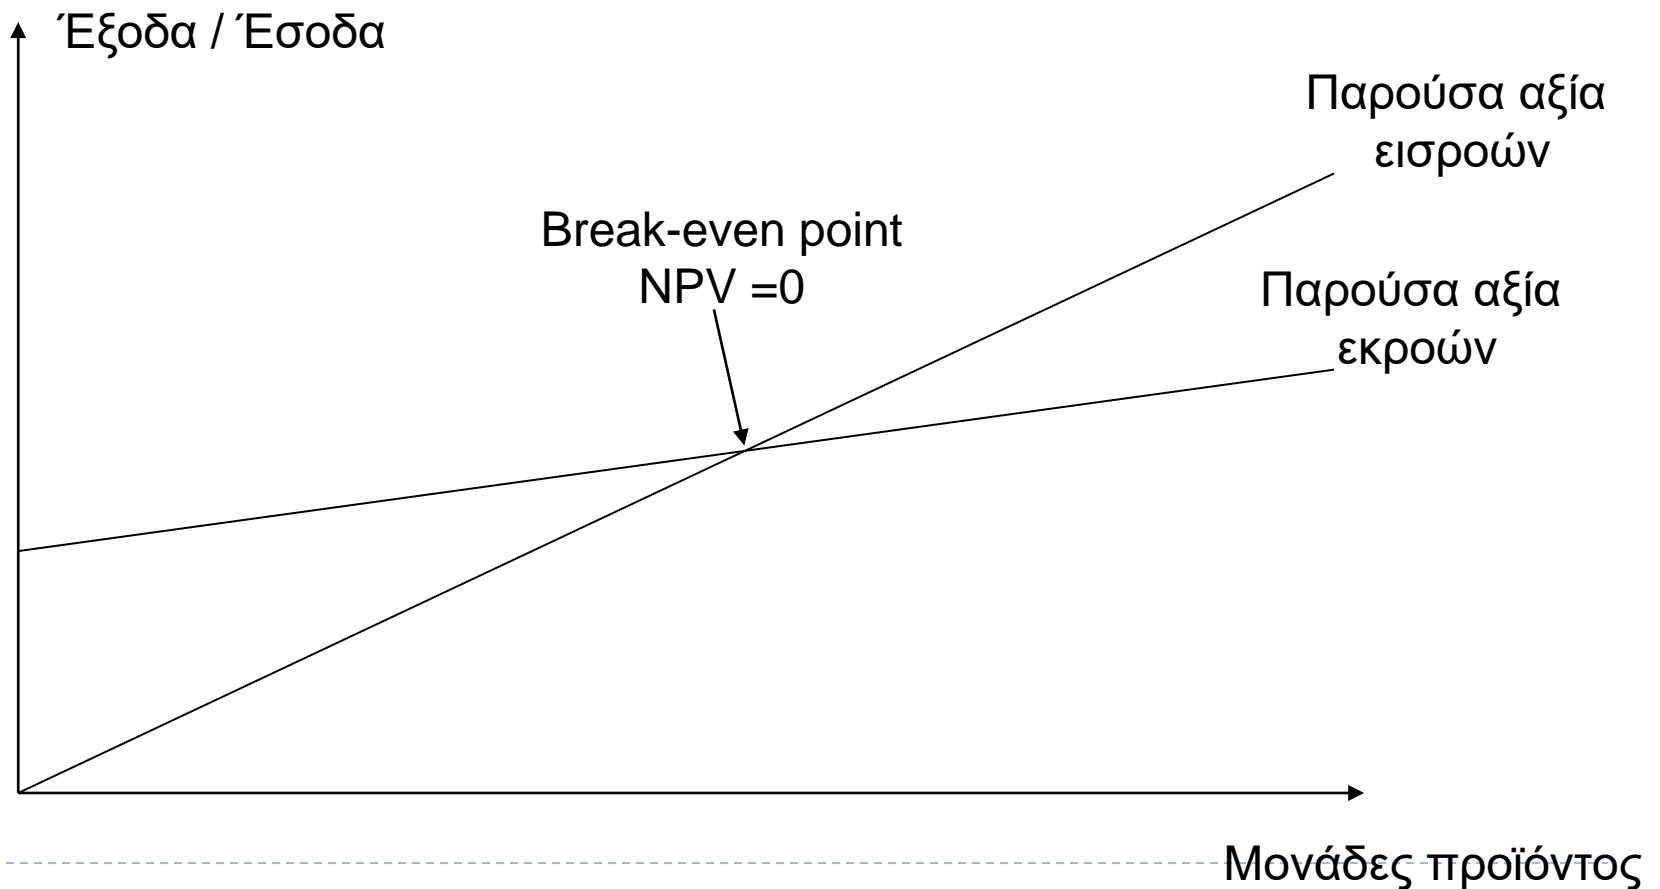 Έξοδα / Έσοδα
Παρούσα αξία
εισροών
Break-even point
NPV =0
Παρούσα αξία
εκροών
Μονάδες προϊόντος